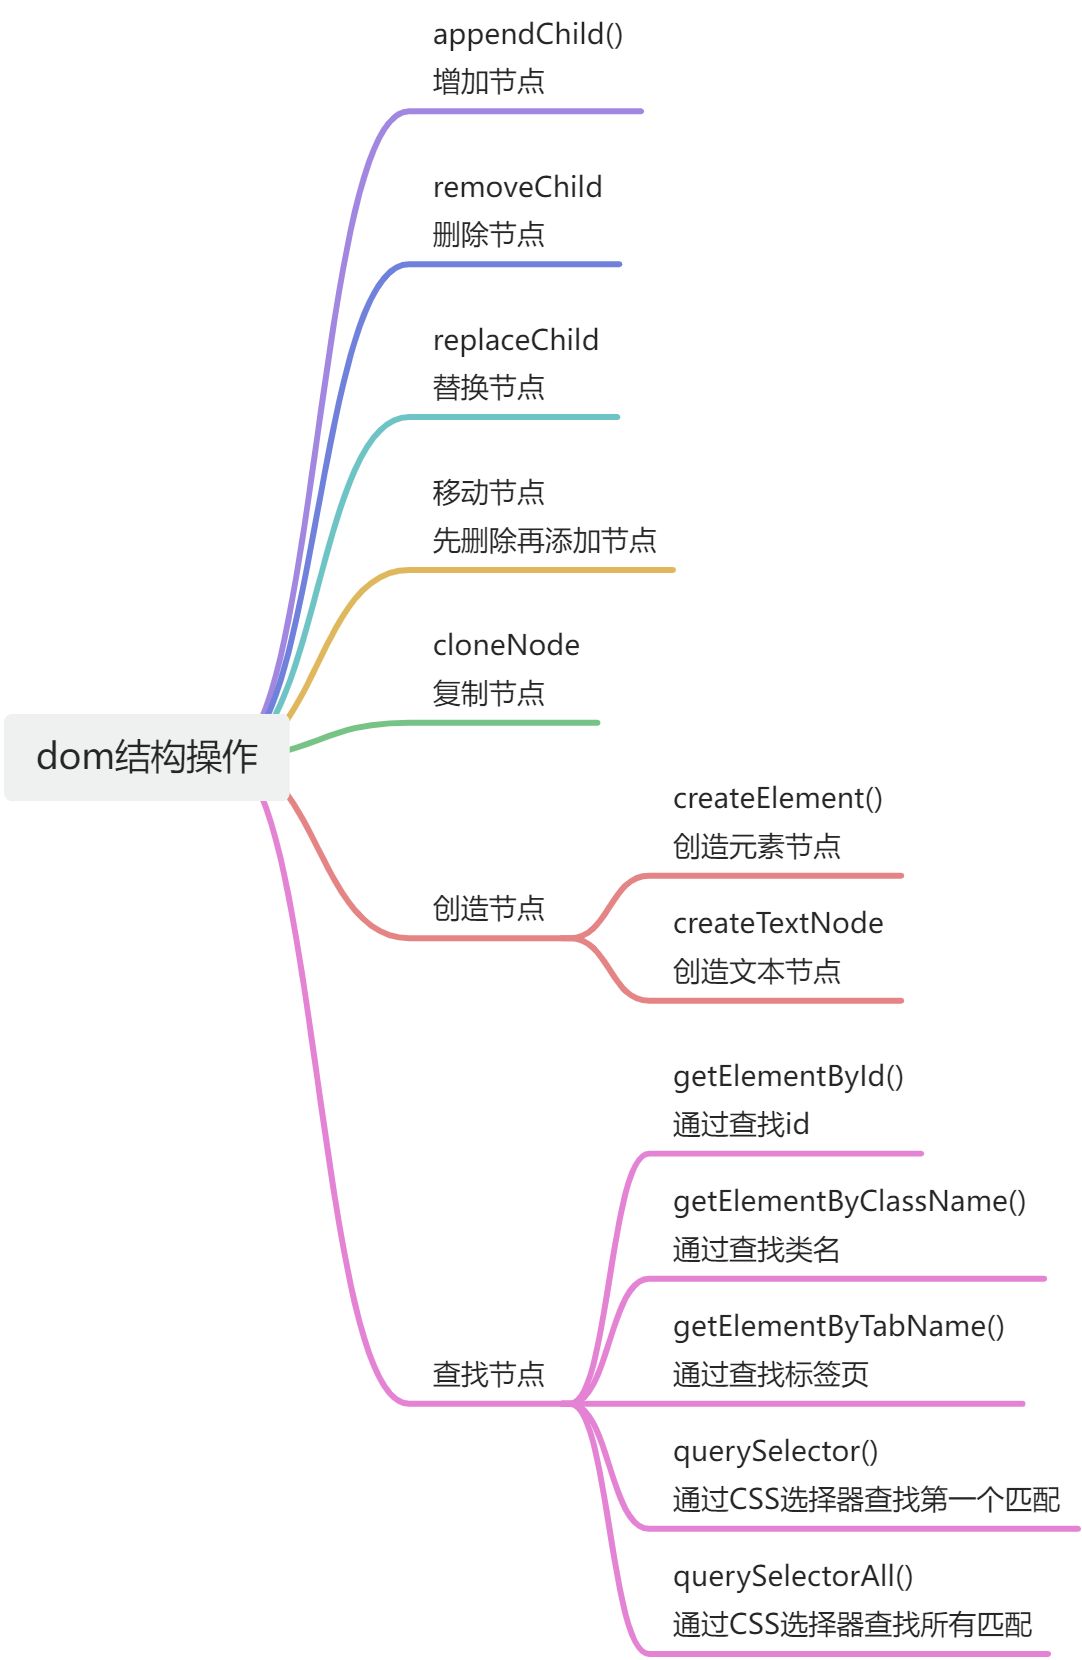 appendChild()
增加节点
removeChild
删除节点
replaceChild
替换节点
移动节点
先删除再添加节点
cloneNode
复制节点
dom结构操作
创造节点
createElement()
创造元素节点
createTextNode
创造文本节点
查找节点
getElementById()
通过查找id
getElementByClassName()
通过查找类名
getElementByTabName()
通过查找标签页
querySelector()
通过CSS选择器查找第一个匹配
querySelectorAll()
通过CSS选择器查找所有匹配